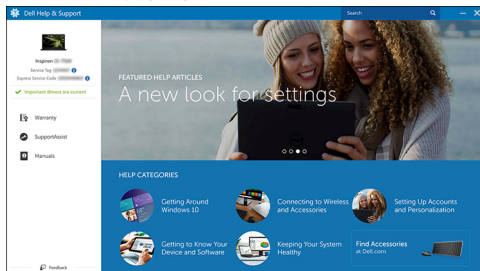 Dell Help & Support
Search
Inspiron
Service Tag
Express Service Code
Important drivers are current
Warranty
SupportAssist
Manuals
Feedback
FEATURED HELP ARTICLES
A new look for settings
HELP CATEGORIES
Getting Around
Windows 10
Connecting to Wireless
and Accessories
Setting Up Accounts
and Personalization
Getting to Know Your
Device and Software
Keeping Your System
Healthy
Find Accessories
at Dell.com